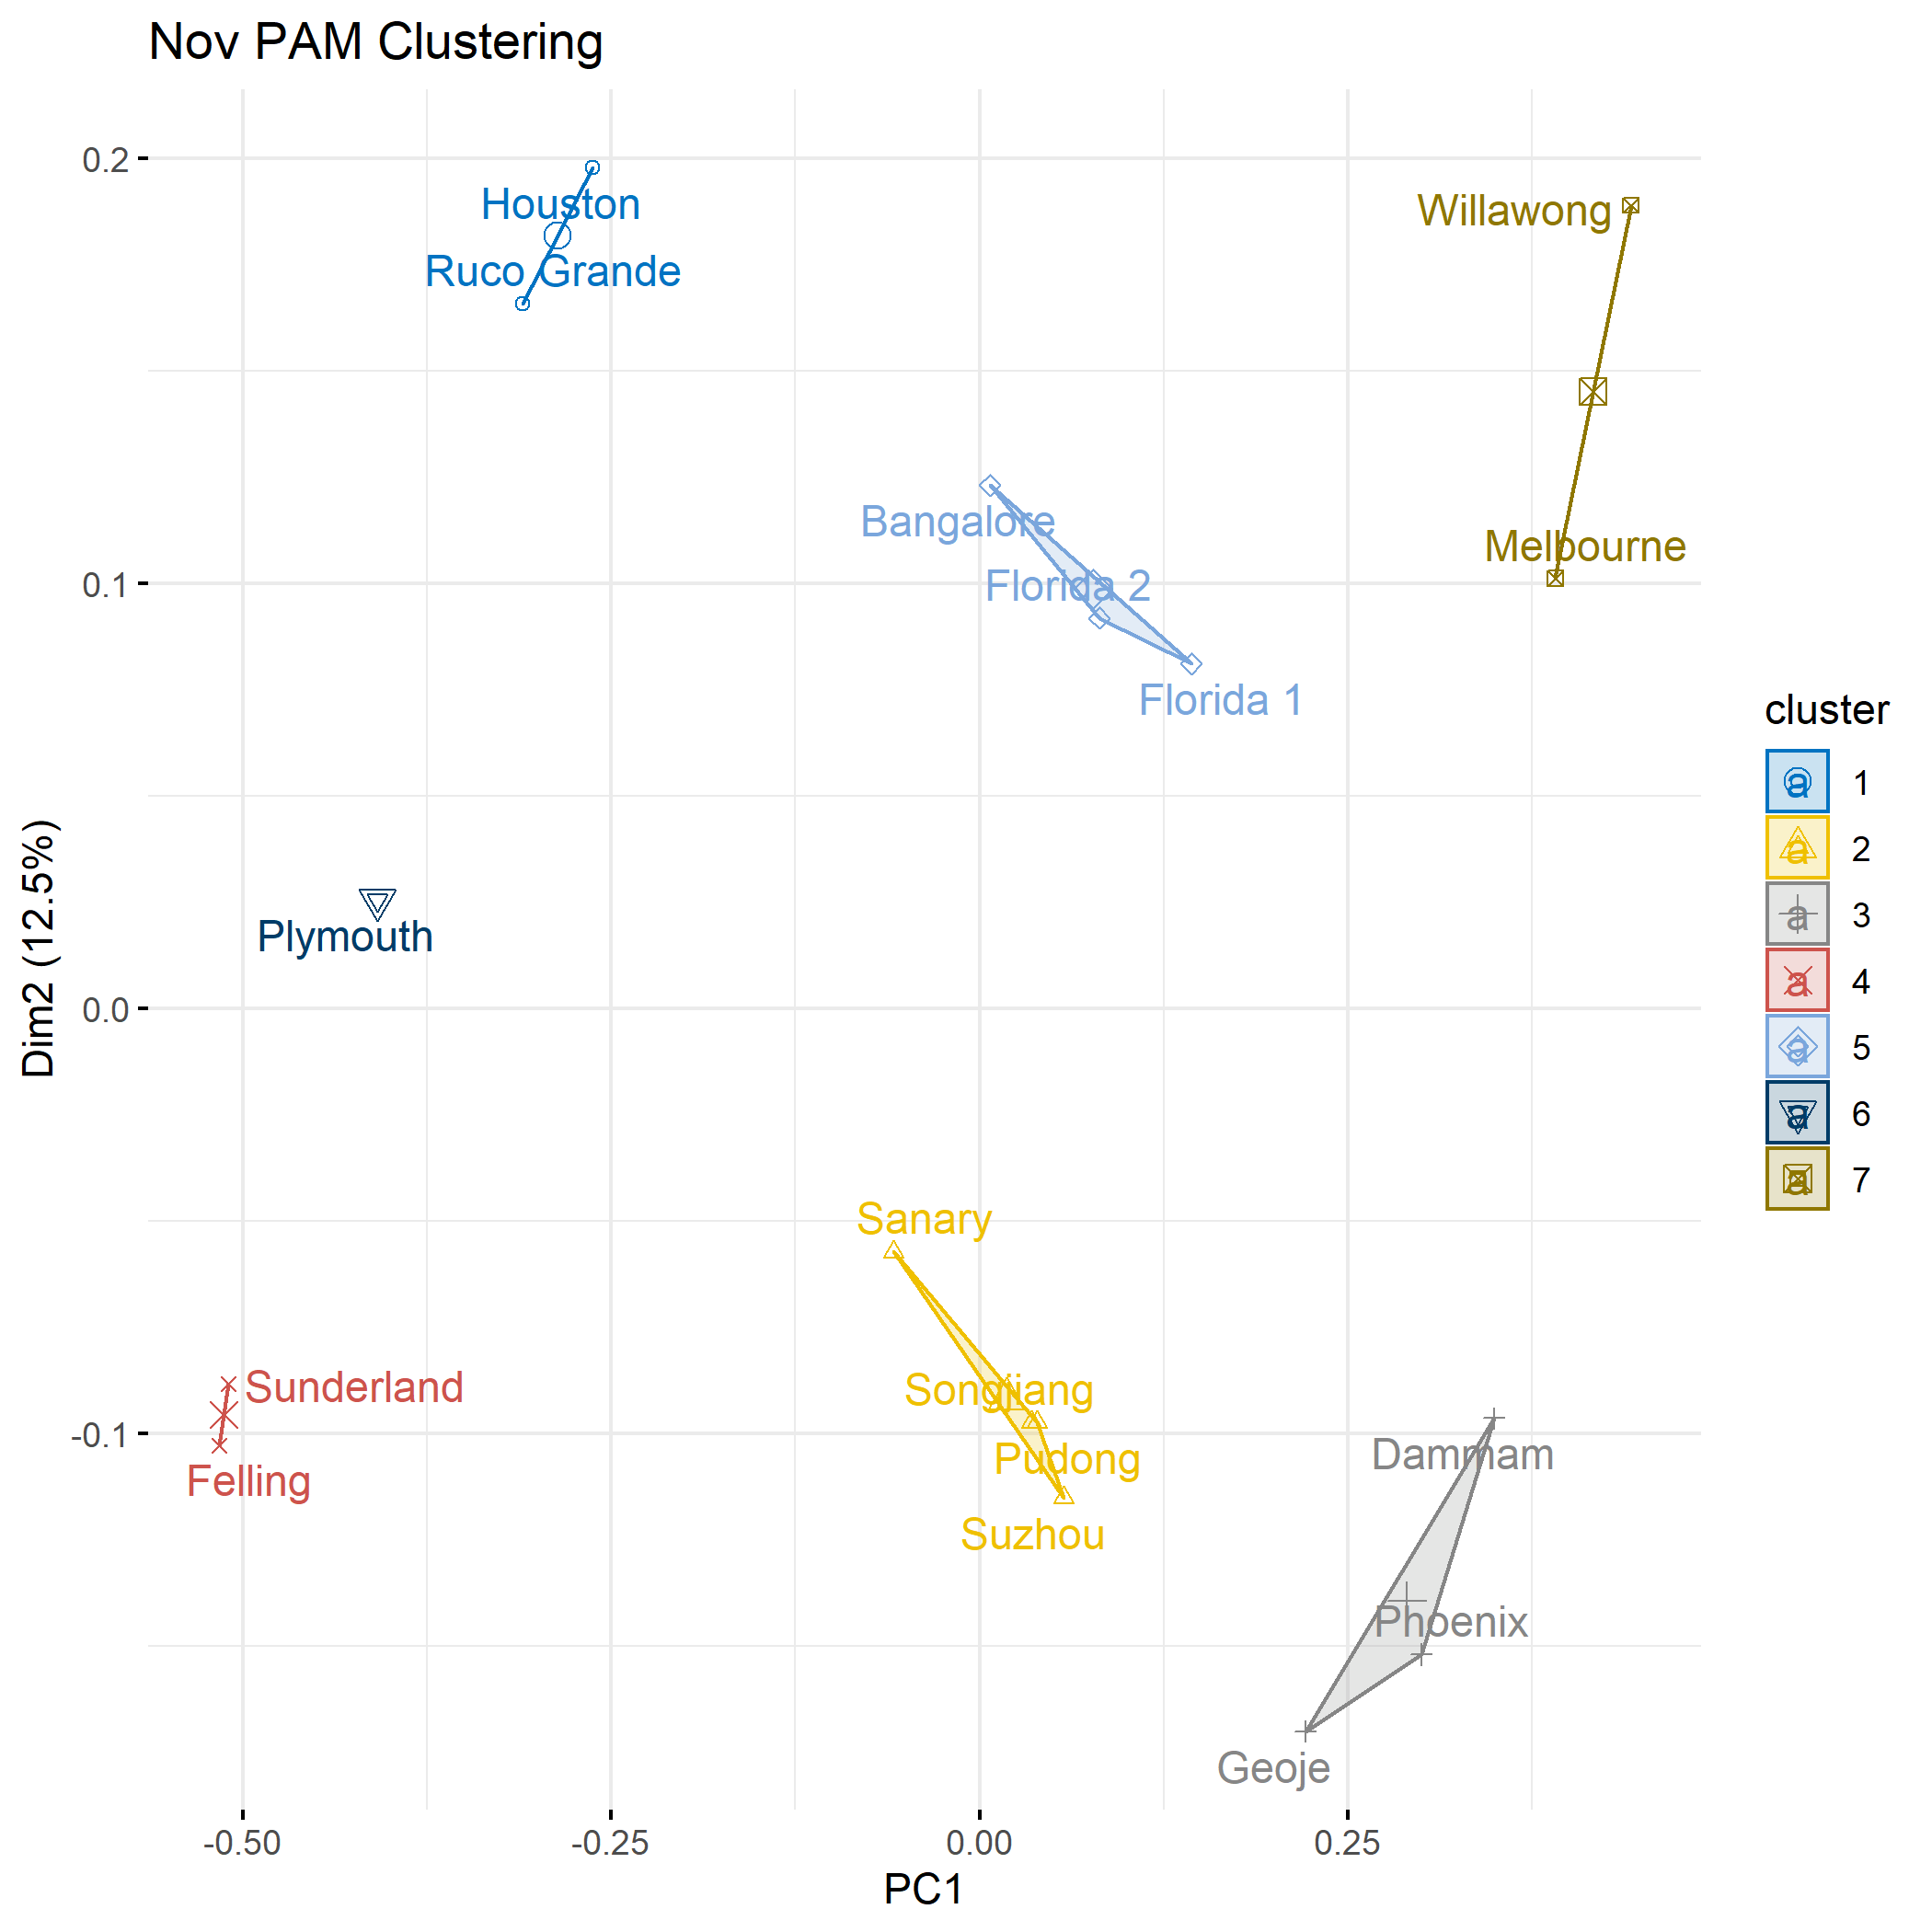 Nov PAM Clustering
0.2
0.1
0.0
-0.1
Dim2 (12.5%)
Houston
Ruco Grande
Willawong
Melbourne
Bangalore
Florida 2
Florida 1
Plymouth
Sanary
Songjiang
Pudong
Suzhou
Sunderland
Felling
Dammam
Phoenix
Geoje
-0.50
-0.25
0.00
0.25
PC1
cluster
a 1
a 2
a 3
a 4
a 5
a 6
a 7